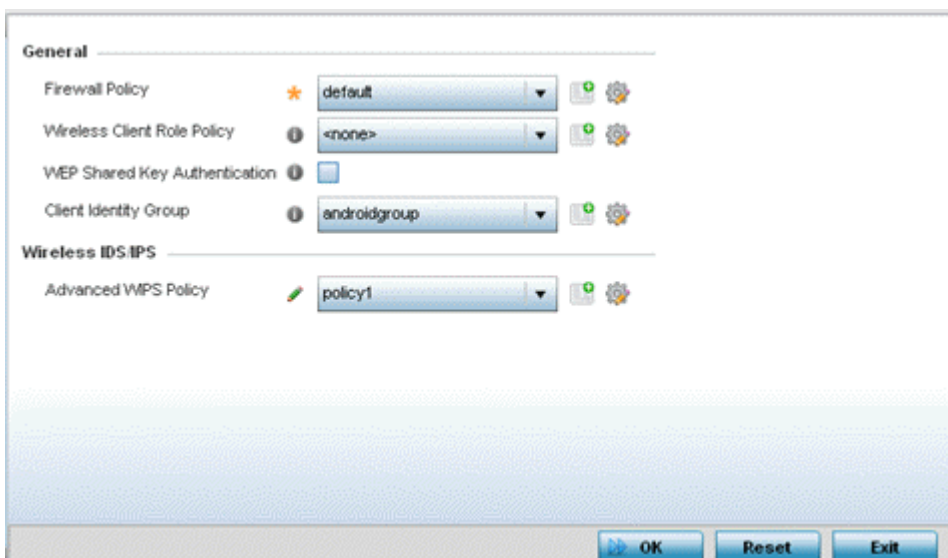 General
Firewall Policy default
Wireless Client Role Policy <none>
WEP Shared Key Authentication
Client Identity Group androidgroup
Wireless IDS/IPS
Advanced WIPS Policy policy1
OK Reset Exit